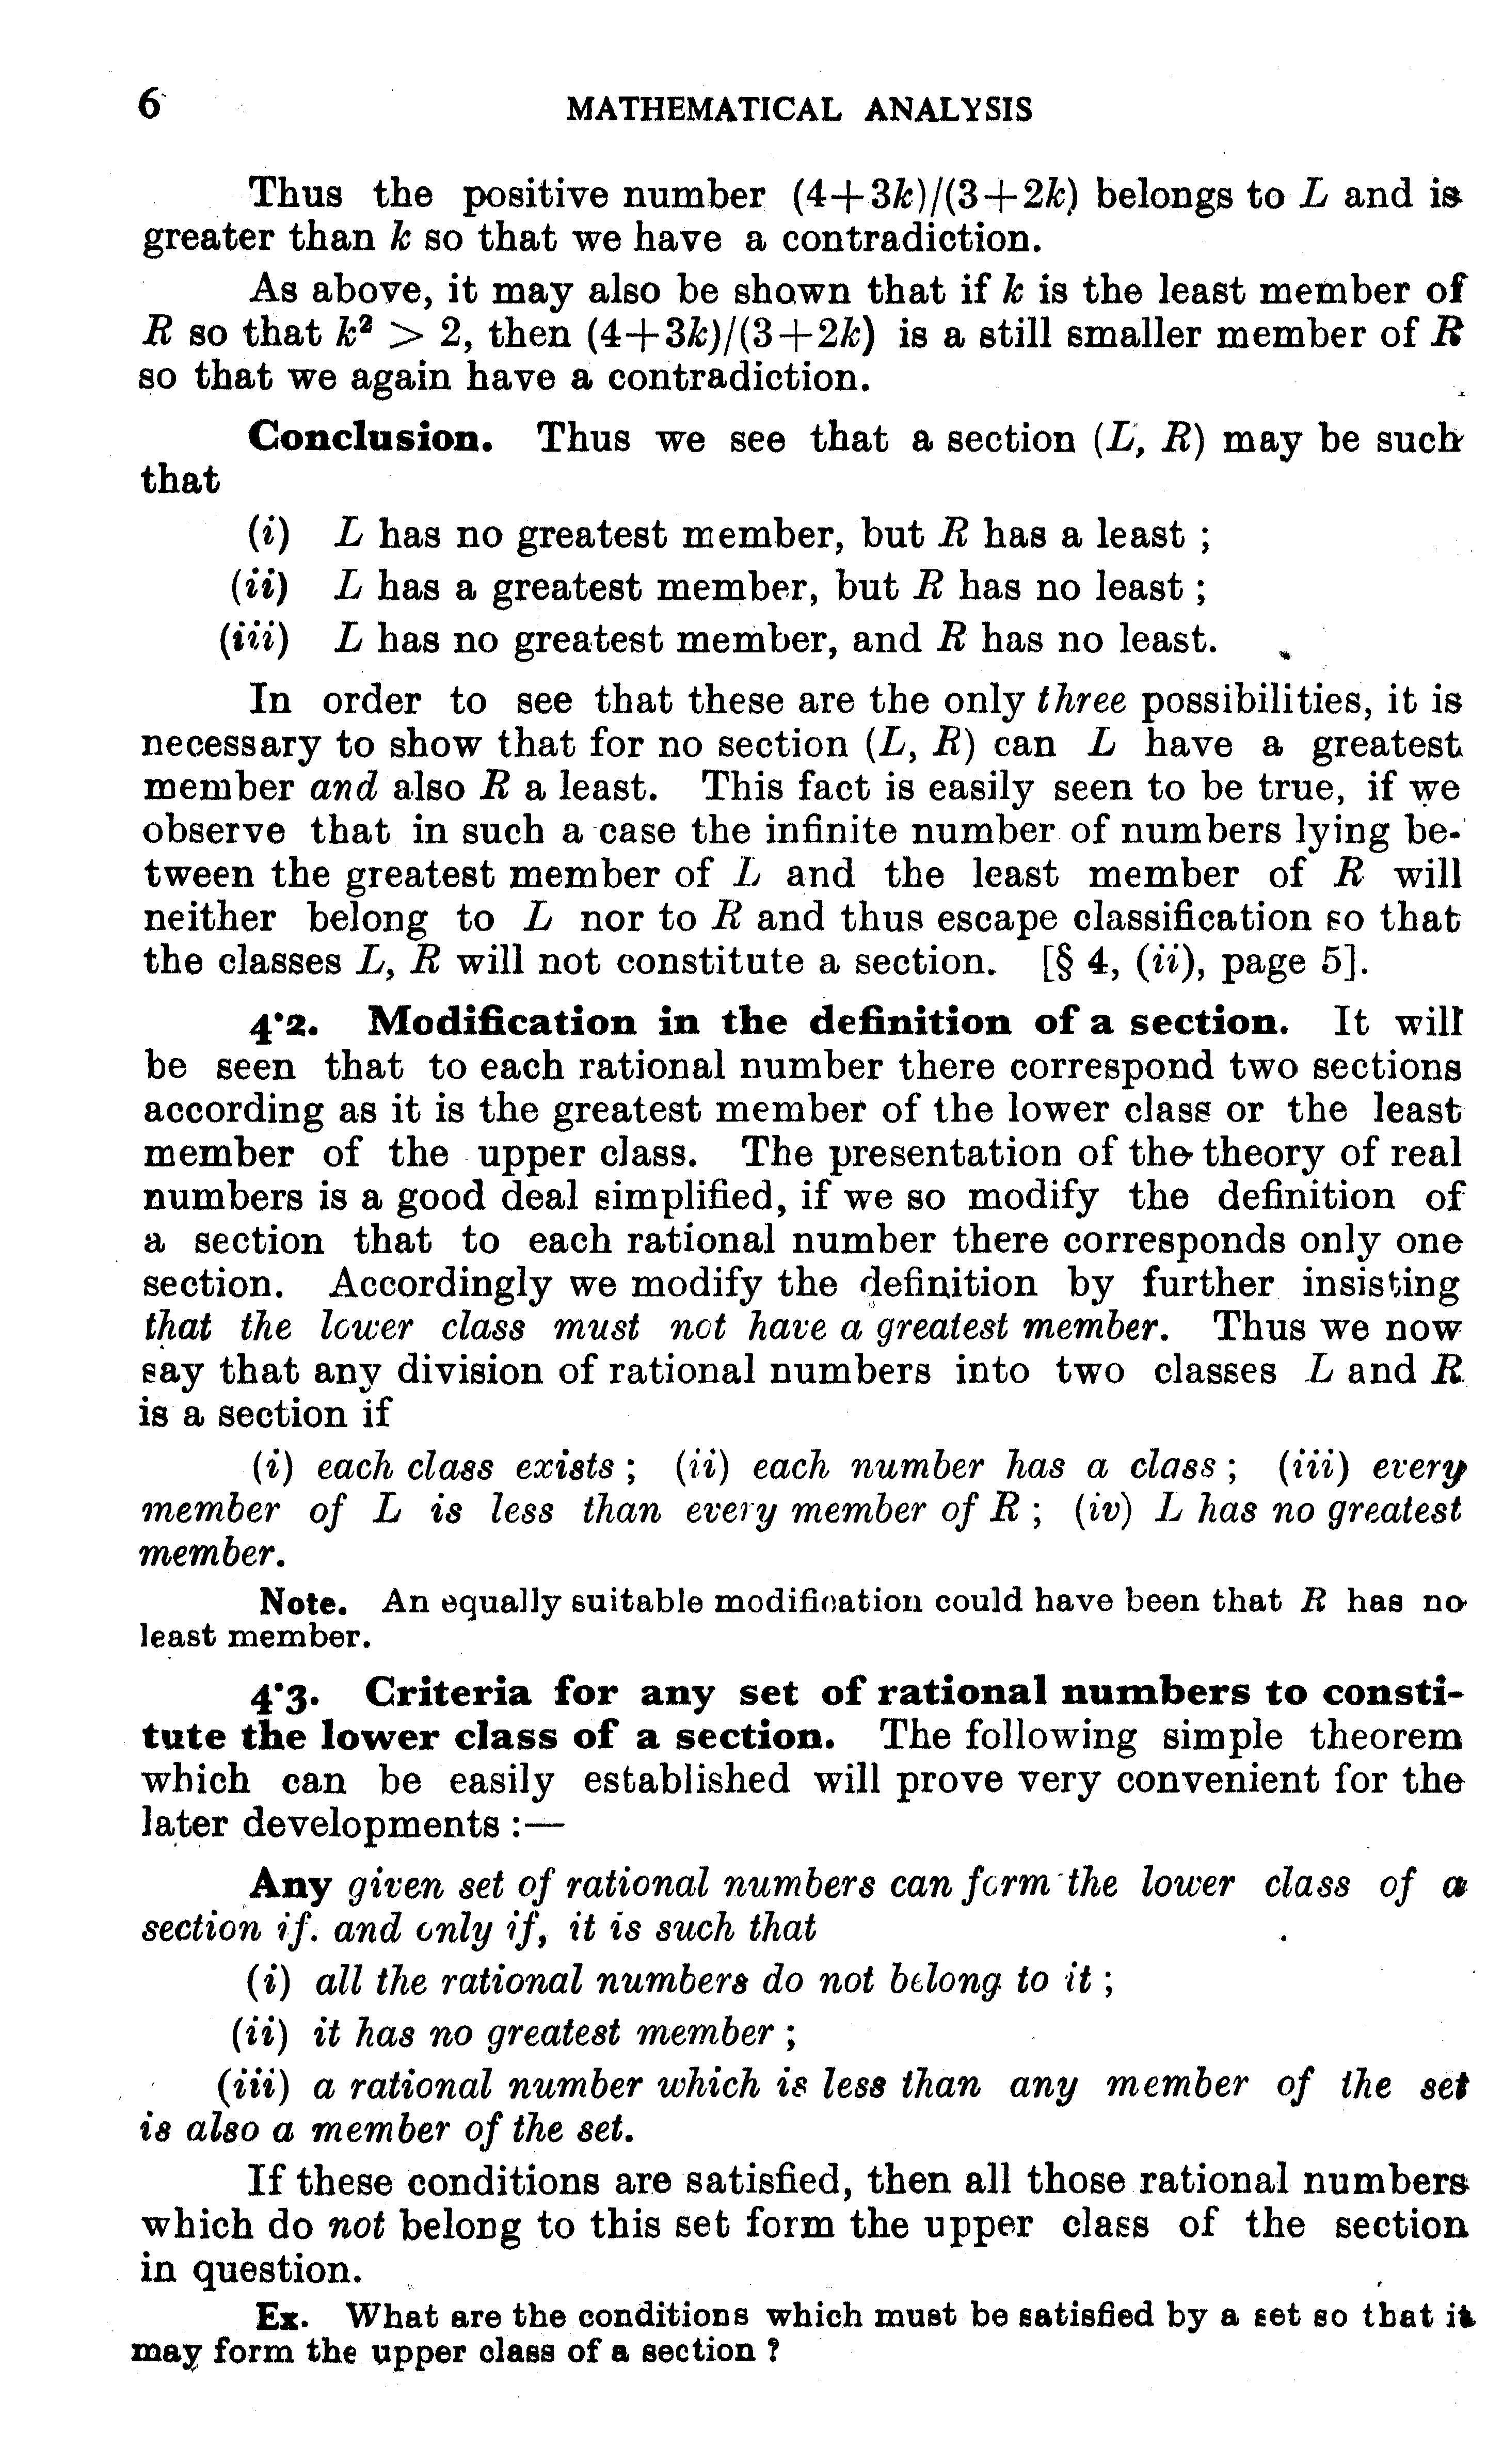 6
MATHEMATICAL ANALYSIS
Thus the positive number (4+3k)/(3+2k) belongs to L and is
greater than k so that we have a contradiction.
As above, it may also be shown that if k is the least member of
R so that k² > 2, then (4+3k)/(3+2k) is a still smaller member of R
so that we again have a contradiction.
Conclusion. Thus we see that a section (L, R) may be such
that
(i) L has no greatest member, but R has a least ;
(ii) L has a greatest member, but R has no least ;
(iii) L has no greatest member, and R has no least.
In order to see that these are the only three possibilities, it is
necessary to show that for no section (L, R) can L have a greatest
member and also R a least. This fact is easily seen to be true, if we
observe that in such a case the infinite number of numbers lying be-
tween the greatest member of L and the least member of R will
neither belong to L nor to R and thus escape classification so that
the classes L, R will not constitute a section. [§ 4, (ii), page 5].
4·2. Modification in the definition of a section. It will
be seen that to each rational number there correspond two sections
according as it is the greatest member of the lower class or the least
member of the upper class. The presentation of the theory of real
numbers is a good deal simplified, if we so modify the definition of
a section that to each rational number there corresponds only one
section. Accordingly we modify the definition by further insisting
that the lower class must not have a greatest member. Thus we now
say that any division of rational numbers into two classes L and R
is a section if
(i) each class exists ; (ii) each number has a class ; (iii) every
member of L is less than every member of R ; (iv) L has no greatest
member.
Note. An equally suitable modification could have been that R has no
least member.
4·3. Criteria for any set of rational numbers to consti-
tute the lower class of a section. The following simple theorem
which can be easily established will prove very convenient for the
later developments :—
Any given set of rational numbers can form the lower class of a
section if. and only if, it is such that
(i) all the rational numbers do not belong to it ;
(ii) it has no greatest member ;
(iii) a rational number which is less than any member of the set
is also a member of the set.
If these conditions are satisfied, then all those rational numbers
which do not belong to this set form the upper class of the section
in question.
Ex. What are the conditions which must be satisfied by a set so that it
may form the upper class of a section ?